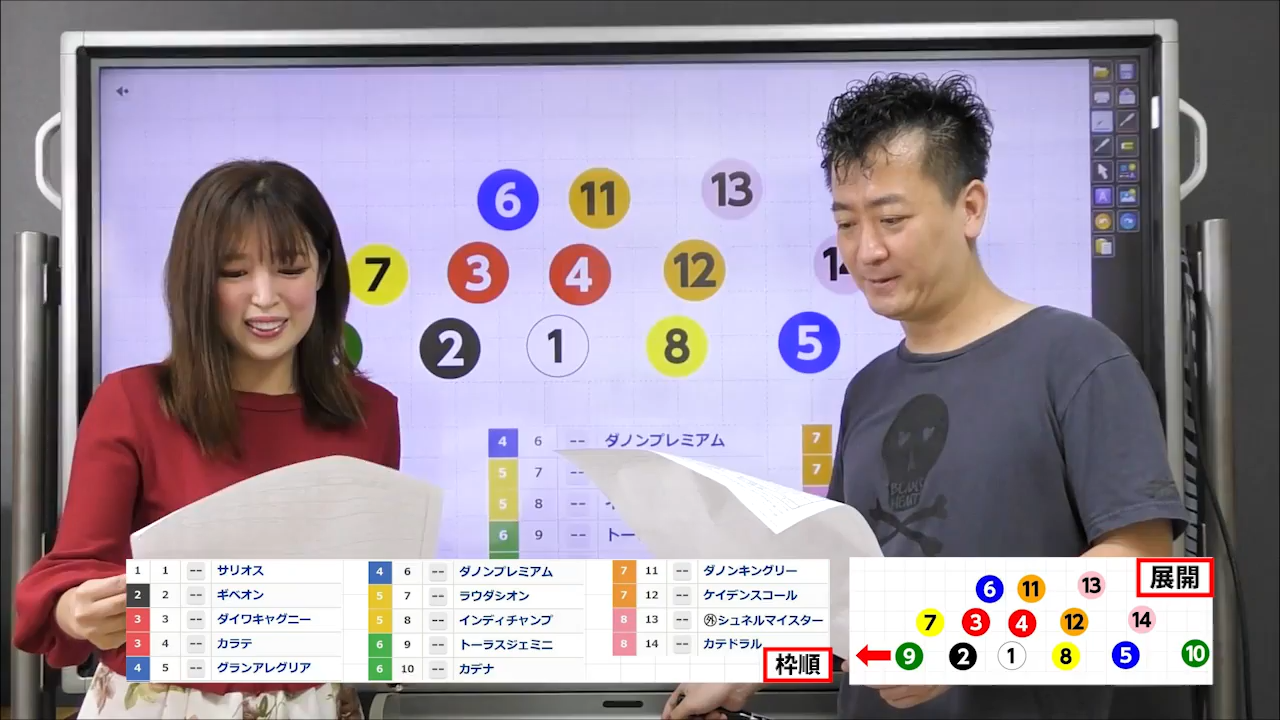 6 11 13
7 3 4 12 14
2 1 8 5
4 6 -- ダノンプレミアム 7
5 7 -- 7
5 8 --
6 9 -- トー
1 1 -- サリオス
2 2 -- ギベオン
3 3 -- ダイワキャグニー
3 4 -- カラテ
4 5 -- グランアレグリア
4 6 -- ダノンプレミアム
5 7 -- ラウダシオン
5 8 -- インディチャンプ
6 9 -- トーラスジェミニ
6 10 -- カデナ
7 11 -- ダノンキングリー
7 12 -- ケイデンスコール
8 13 -- ㊕シュネルマイスター
8 14 -- カテドラル
枠順
展開
6 11 13
7 3 4 12 14
9 2 1 8 5 10